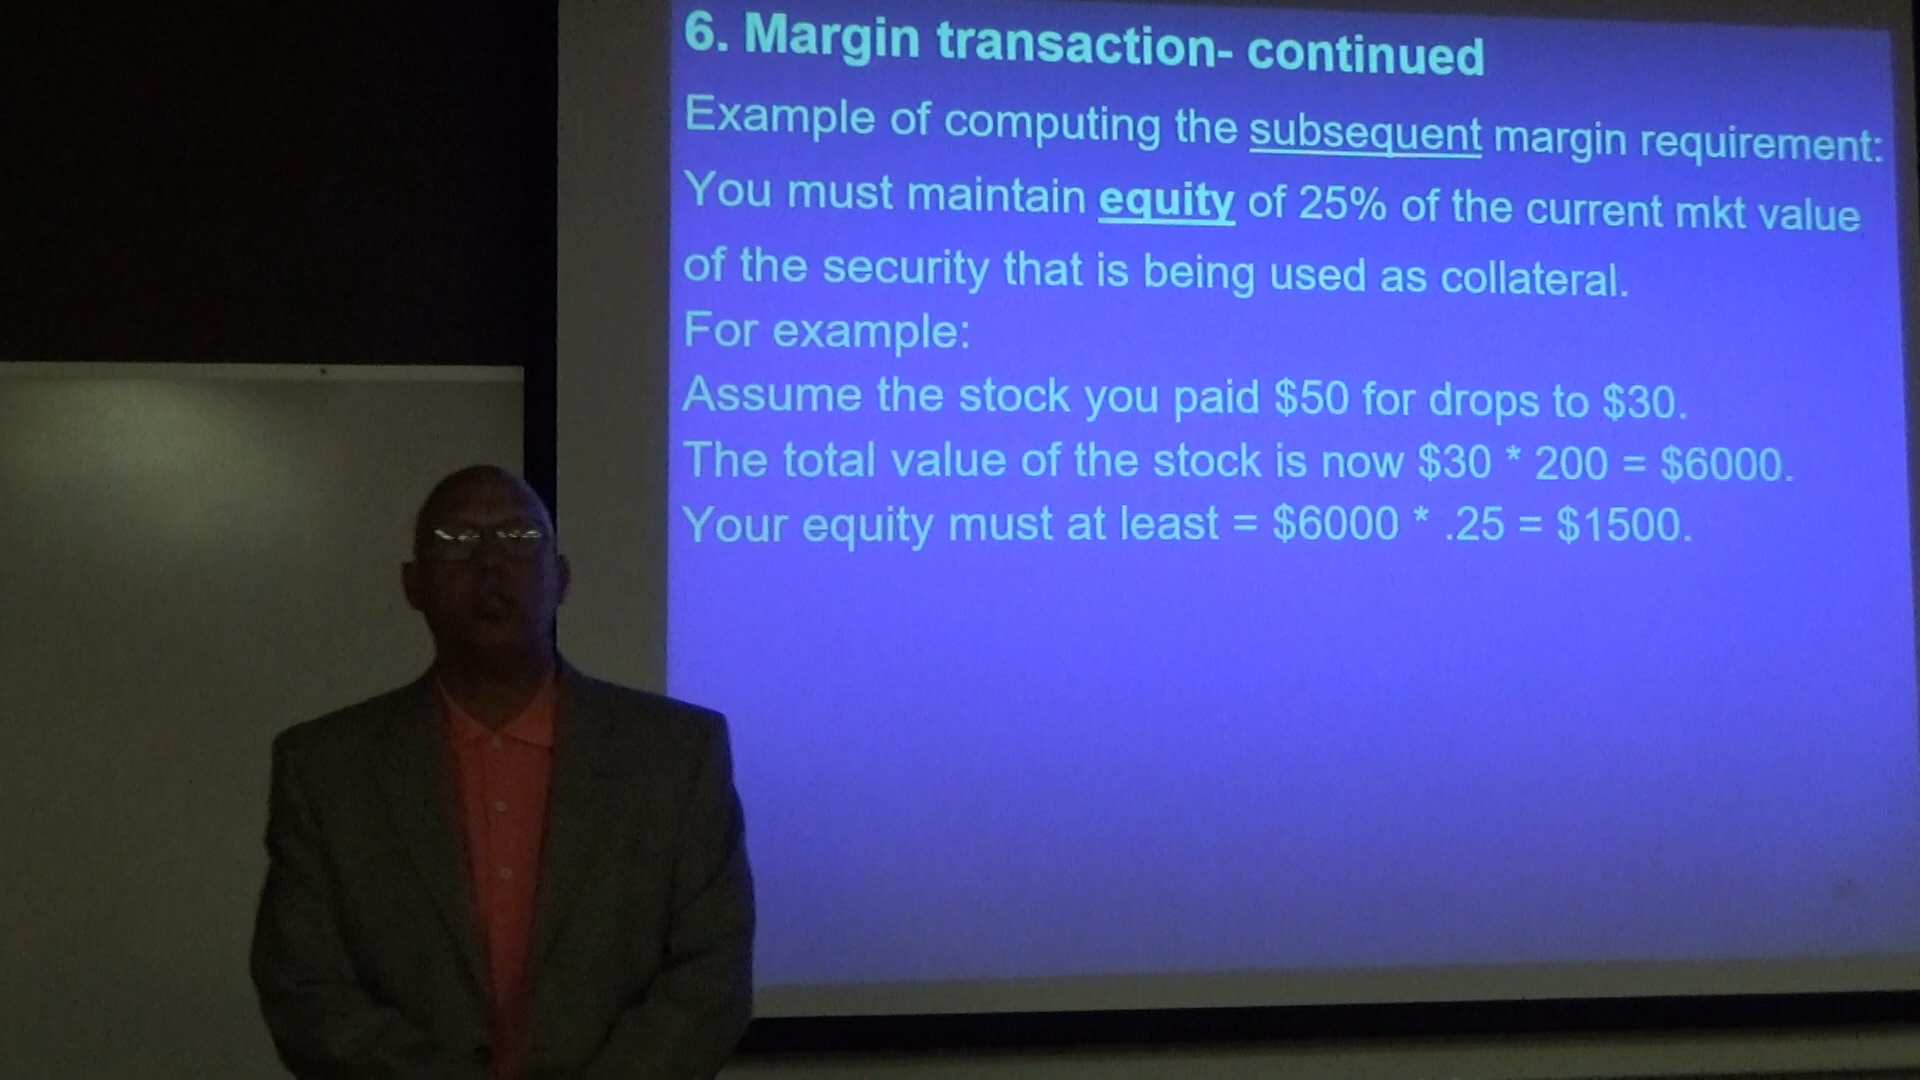 6. Margin transaction- continued
Example of computing the subsequent margin requirement:
You must maintain equity of 25% of the current mkt value
of the security that is being used as collateral.
For example:
Assume the stock you paid $50 for drops to $30.
The total value of the stock is now $30 * 200 = $6000.
Your equity must at least = $6000 * .25 = $1500.